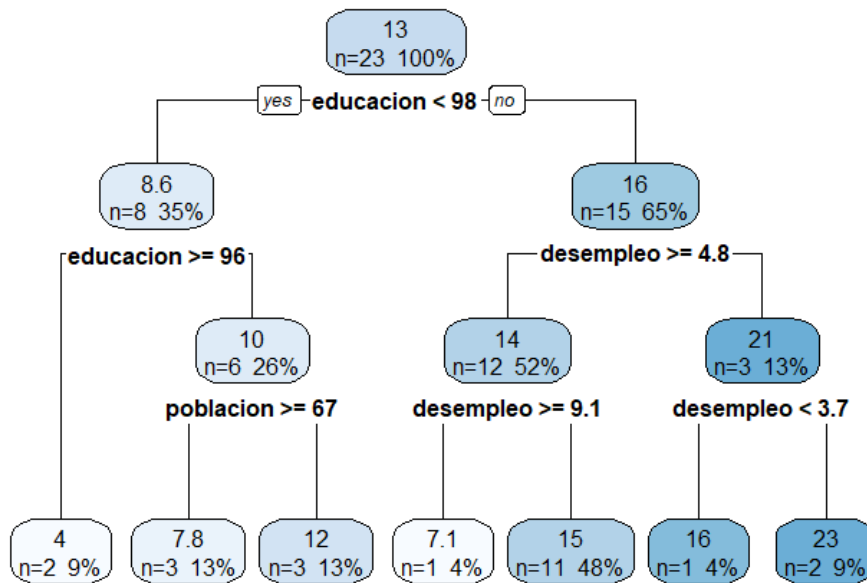 13
n=23 100%
yes educacion < 98 no
8.6
n=8 35%
16
n=15 65%
educacion >= 96
desempleo >= 4.8
10
n=6 26%
14
n=12 52%
21
n=3 13%
poblacion >= 67
desempleo >= 9.1
desempleo < 3.7
4
n=2 9%
7.8
n=3 13%
12
n=3 13%
7.1
n=1 4%
15
n=11 48%
16
n=1 4%
23
n=2 9%